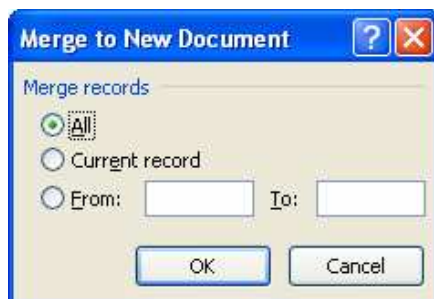 Merge to New Document ?
Merge records
All
Current record
From: To:
OK Cancel